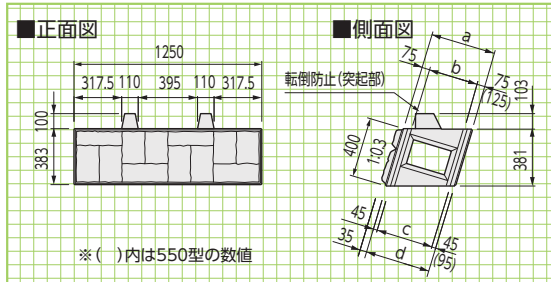 ■正面図
1250
317.5 110 395 110 317.5
100
383
※( )内は550型の数値
■側面図
a
75 b 75
(125)
転倒防止(突起部)
103
400
1:0.3
381
45 c 45
(95)
35 d